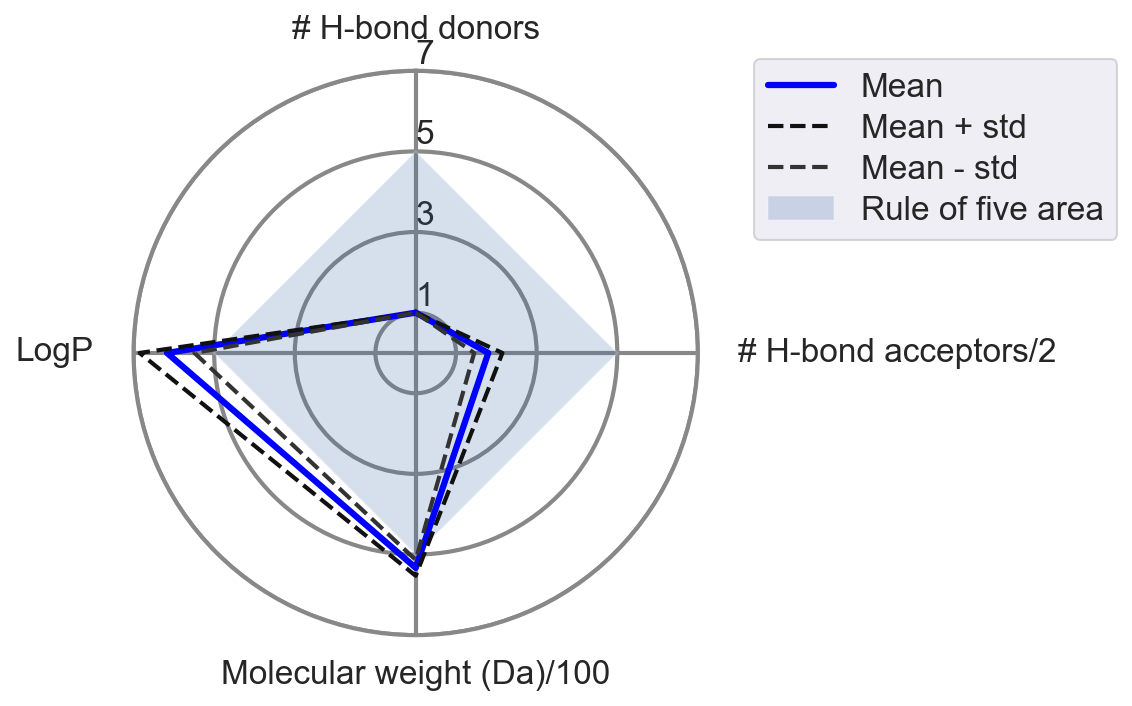 # H-bond donors
7
5
3
1
LogP
# H-bond acceptors/2
Molecular weight (Da)/100
Mean
Mean + std
Mean - std
Rule of five area